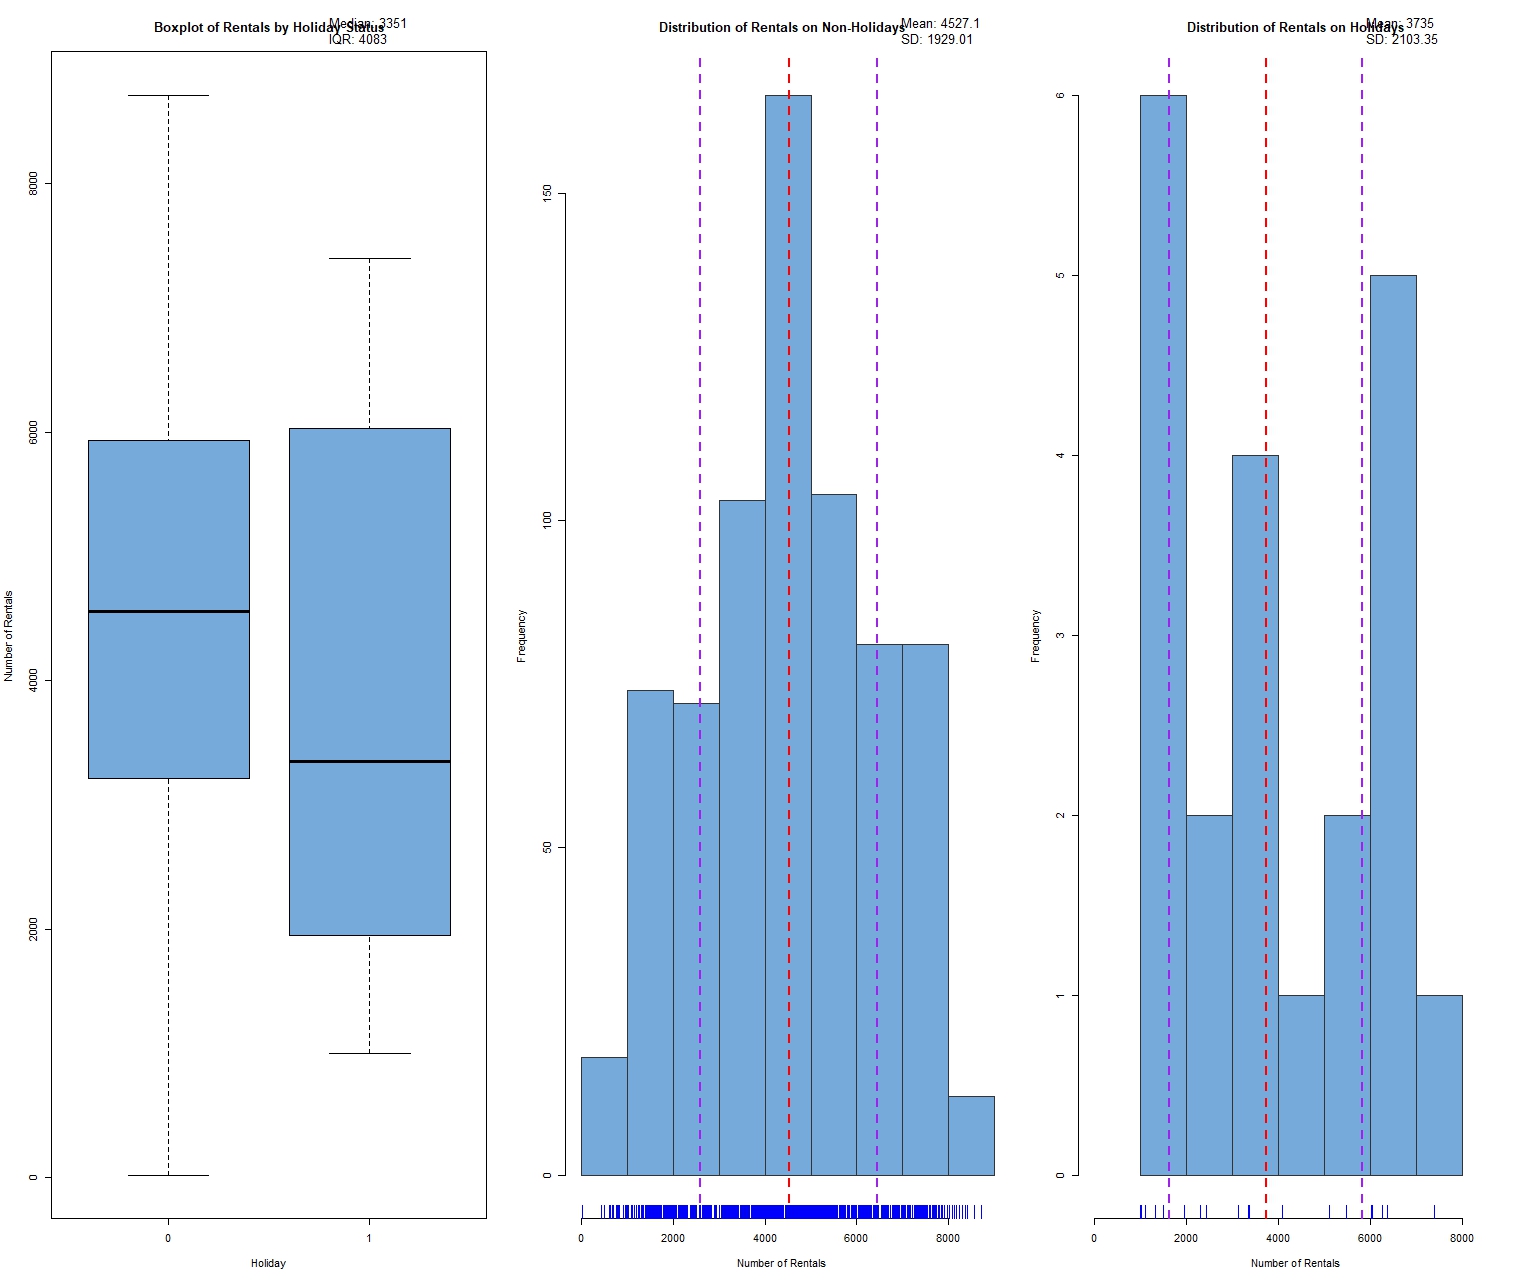 Boxplot of Rentals by Holiday Status
Median: 3351
IQR: 4083
Number of Rentals
0
2000
4000
6000
8000
0
1
Holiday
Distribution of Rentals on Non-Holidays
Mean: 4527.1
SD: 1929.01
Frequency
0
50
100
150
0
2000
4000
6000
8000
Number of Rentals
Distribution of Rentals on Holidays
Mean: 3735
SD: 2103.35
Frequency
0
1
2
3
4
5
6
0
2000
4000
6000
8000
Number of Rentals